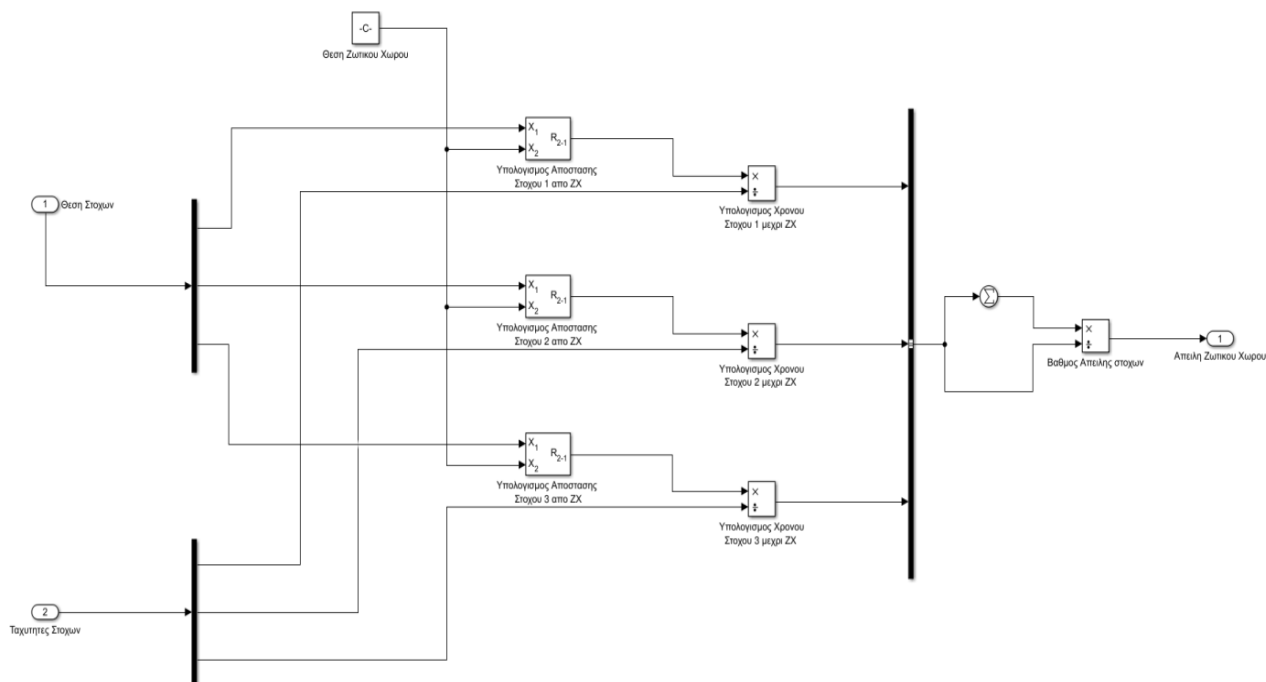 -C-
Θεση Ζωτικου Χωρου
X1
X2
R2-1
Υπολογισμος Αποστασης
Στοχου 1 απο ΖΧ
×
÷
Υπολογισμος Χρονου
Στοχου 1 μεχρι ΖΧ
1
Θεση Στοχων
X1
X2
R2-1
Υπολογισμος Αποστασης
Στοχου 2 απο ΖΧ
×
÷
Υπολογισμος Χρονου
Στοχου 2 μεχρι ΖΧ
Σ
×
÷
Βαθμος Απειλης στοχων
1
Απειλη Ζωτικου Χωρου
X1
X2
R2-1
Υπολογισμος Αποστασης
Στοχου 3 απο ΖΧ
×
÷
Υπολογισμος Χρονου
Στοχου 3 μεχρι ΖΧ
2
Ταχυτητες Στοχων